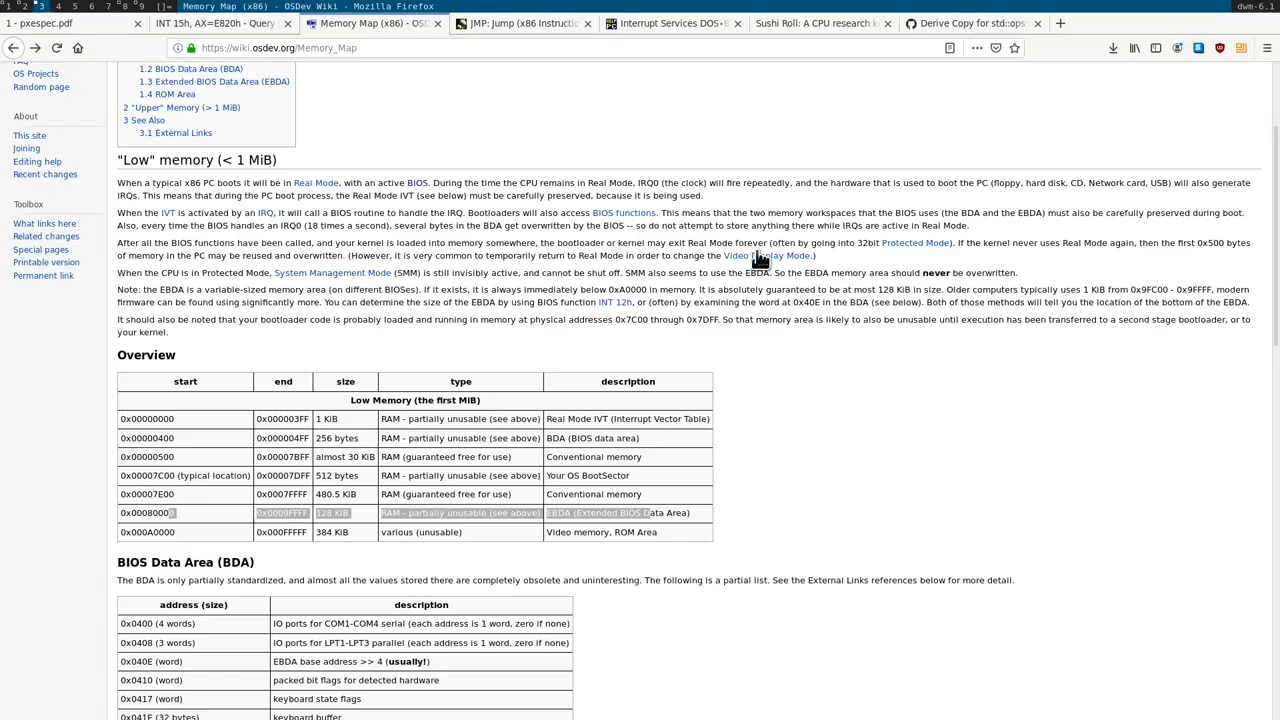 1 2 3 4 5 6 7 8 9 []= Memory Map (x86) - OSDev Wiki - Mozilla Firefox dwm-6.1
1 - pxespec.pdf INT 15h, AX=E820h - Query Memory Map (x86) - OSD JMP: Jump (x86 Instructio Interrupt Services DOS+B Sushi Roll: A CPU research k Derive Copy for std::ops:
https://wiki.osdev.org/Memory_Map
FAQ
OS Projects
Random page
About
This site
Joining
Editing help
Recent changes
Toolbox
What links here
Related changes
Special pages
Printable version
Permanent link
1.2 BIOS Data Area (BDA)
1.3 Extended BIOS Data Area (EBDA)
1.4 ROM Area
2 "Upper" Memory (> 1 MiB)
3 See Also
3.1 External Links
"Low" memory (< 1 MiB)
When a typical x86 PC boots it will be in Real Mode, with an active BIOS. During the time the CPU remains in Real Mode, IRQ0 (the clock) will fire repeatedly, and the hardware that is used to boot the PC (floppy, hard disk, CD, Network card, USB) will also generate
IRQs. This means that during the PC boot process, the Real Mode IVT (see below) must be carefully preserved, because it is being used.
When the IVT is activated by an IRQ, it will call a BIOS routine to handle the IRQ. Bootloaders will also access BIOS functions. This means that the two memory workspaces that the BIOS uses (the BDA and the EBDA) must also be carefully preserved during boot.
Also, every time the BIOS handles an IRQ0 (18 times a second), several bytes in the BDA get overwritten by the BIOS -- so do not attempt to store anything there while IRQs are active in Real Mode.
After all the BIOS functions have been called, and your kernel is loaded into memory somewhere, the bootloader or kernel may exit Real Mode forever (often by going into 32bit Protected Mode). If the kernel never uses Real Mode again, then the first 0x500 bytes
of memory in the PC may be reused and overwritten. (However, it is very common to temporarily return to Real Mode in order to change the Video Display Mode.)
When the CPU is in Protected Mode, System Management Mode (SMM) is still invisibly active, and cannot be shut off. SMM also seems to use the EBDA. So the EBDA memory area should never be overwritten.
Note: the EBDA is a variable-sized memory area (on different BIOSes). If it exists, it is always immediately below 0xA0000 in memory. It is absolutely guaranteed to be at most 128 KiB in size. Older computers typically uses 1 KiB from 0x9FC00 - 0x9FFFF, modern
firmware can be found using significantly more. You can determine the size of the EBDA by using BIOS function INT 12h, or (often) by examining the word at 0x40E in the BDA (see below). Both of those methods will tell you the location of the bottom of the EBDA.
It should also be noted that your bootloader code is probably loaded and running in memory at physical addresses 0x7C00 through 0x7DFF. So that memory area is likely to also be unusable until execution has been transferred to a second stage bootloader, or to
your kernel.
Overview
start end size type description
Low Memory (the first MiB)
0x00000000 0x000003FF 1 KiB RAM - partially unusable (see above) Real Mode IVT (Interrupt Vector Table)
0x00000400 0x000004FF 256 bytes RAM - partially unusable (see above) BDA (BIOS data area)
0x00000500 0x00007BFF almost 30 KiB RAM (guaranteed free for use) Conventional memory
0x00007C00 (typical location) 0x00007DFF 512 bytes RAM - partially unusable (see above) Your OS BootSector
0x00007E00 0x0007FFFF 480.5 KiB RAM (guaranteed free for use) Conventional memory
0x00080000 0x0009FFFF 128 KiB RAM - partially unusable (see above) EBDA (Extended BIOS Data Area)
0x000A0000 0x000FFFFF 384 KiB various (unusable) Video memory, ROM Area
BIOS Data Area (BDA)
The BDA is only partially standardized, and almost all the values stored there are completely obsolete and uninteresting. The following is a partial list. See the External Links references below for more detail.
address (size) description
0x0400 (4 words) IO ports for COM1-COM4 serial (each address is 1 word, zero if none)
0x0408 (3 words) IO ports for LPT1-LPT3 parallel (each address is 1 word, zero if none)
0x040E (word) EBDA base address >> 4 (usually!)
0x0410 (word) packed bit flags for detected hardware
0x0417 (word) keyboard state flags
0x041E (32 bytes) keyboard buffer